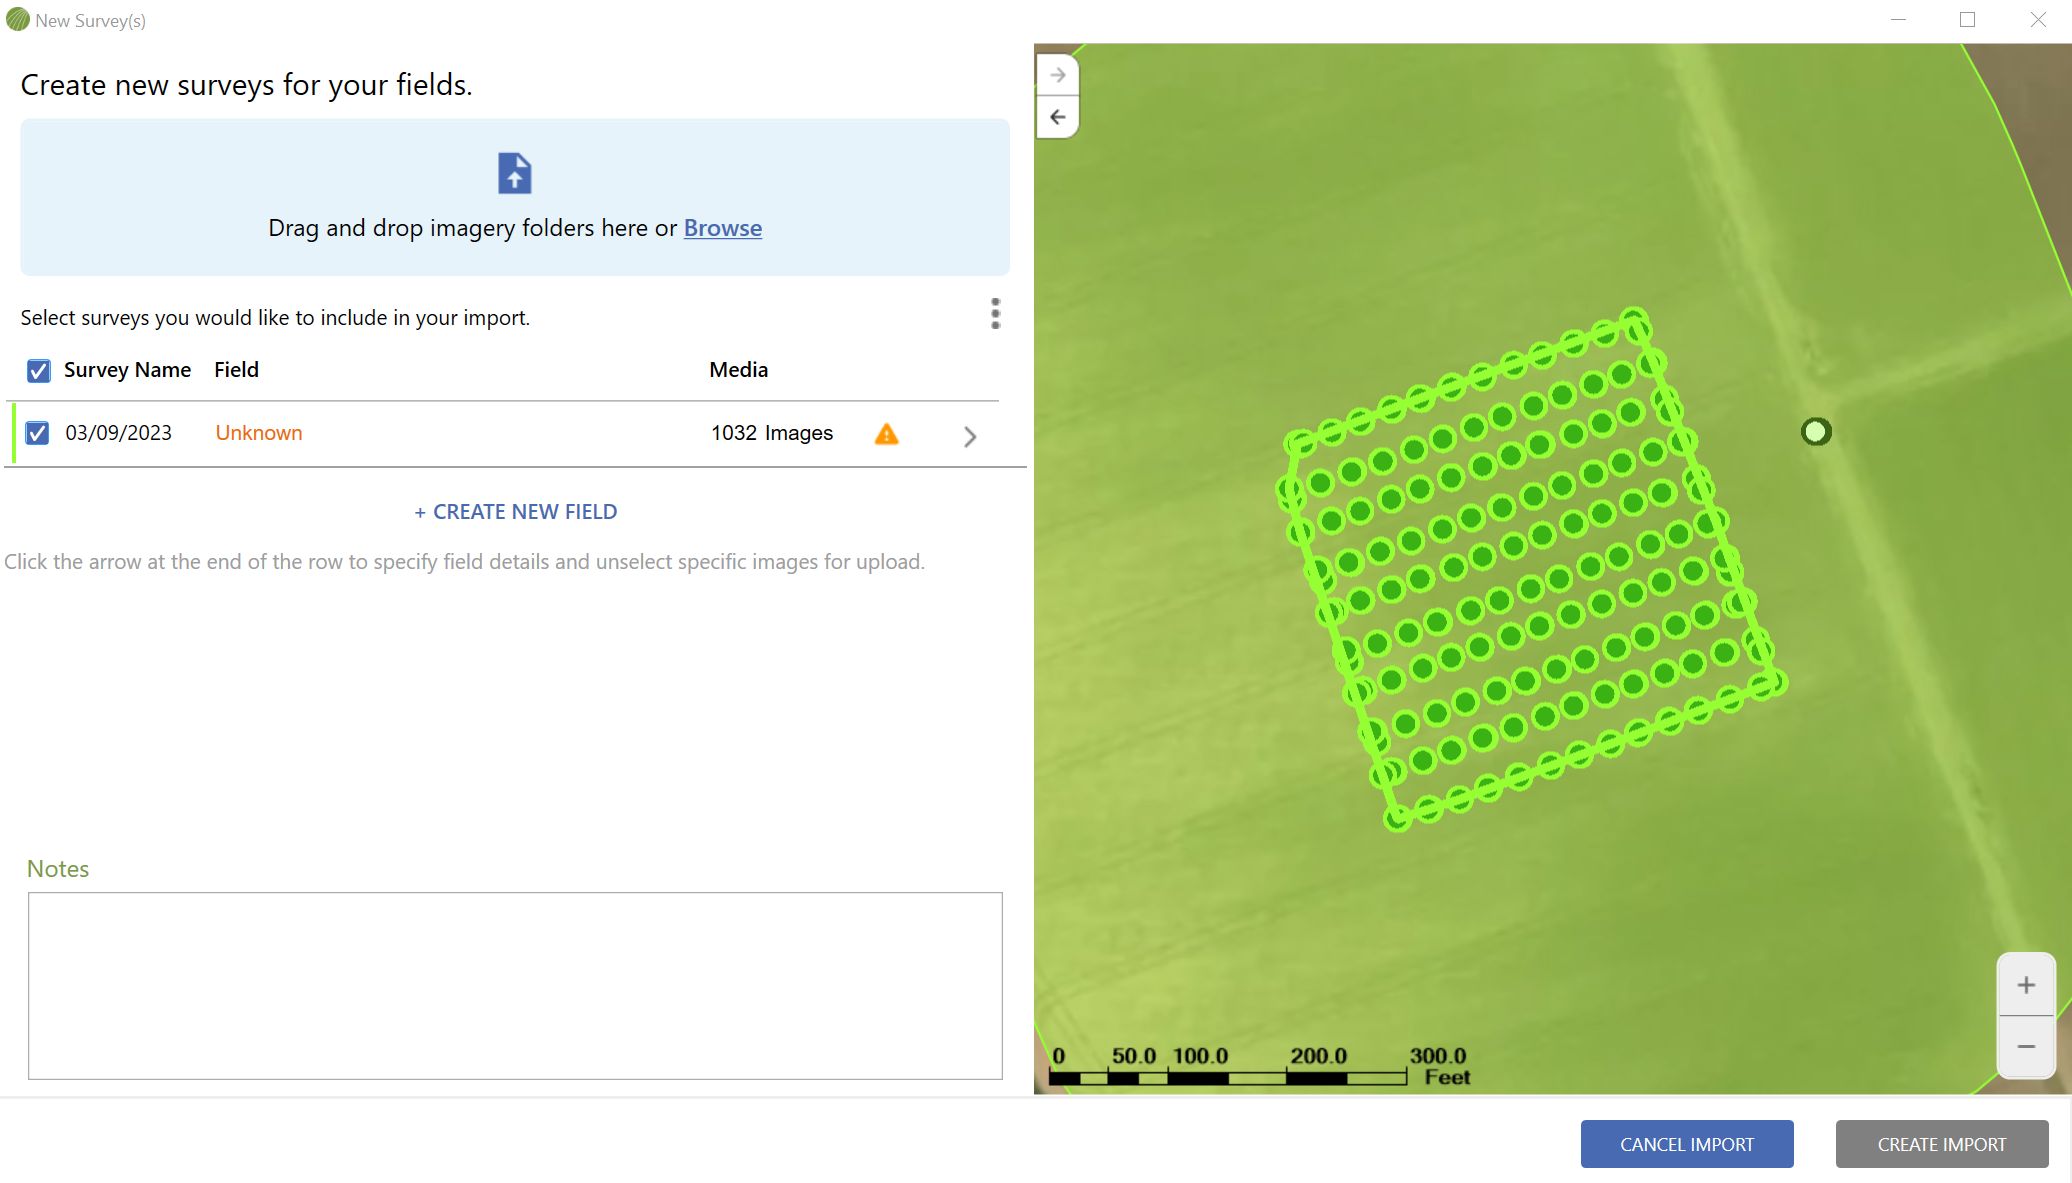 New Survey(s)
Create new surveys for your fields.
Drag and drop imagery folders here or Browse
Select surveys you would like to include in your import.
Survey Name Field Media
03/09/2023 Unknown 1032 Images
+ CREATE NEW FIELD
Click the arrow at the end of the row to specify field details and unselect specific images for upload.
Notes
0 50.0 100.0 200.0 300.0
Feet
CANCEL IMPORT CREATE IMPORT